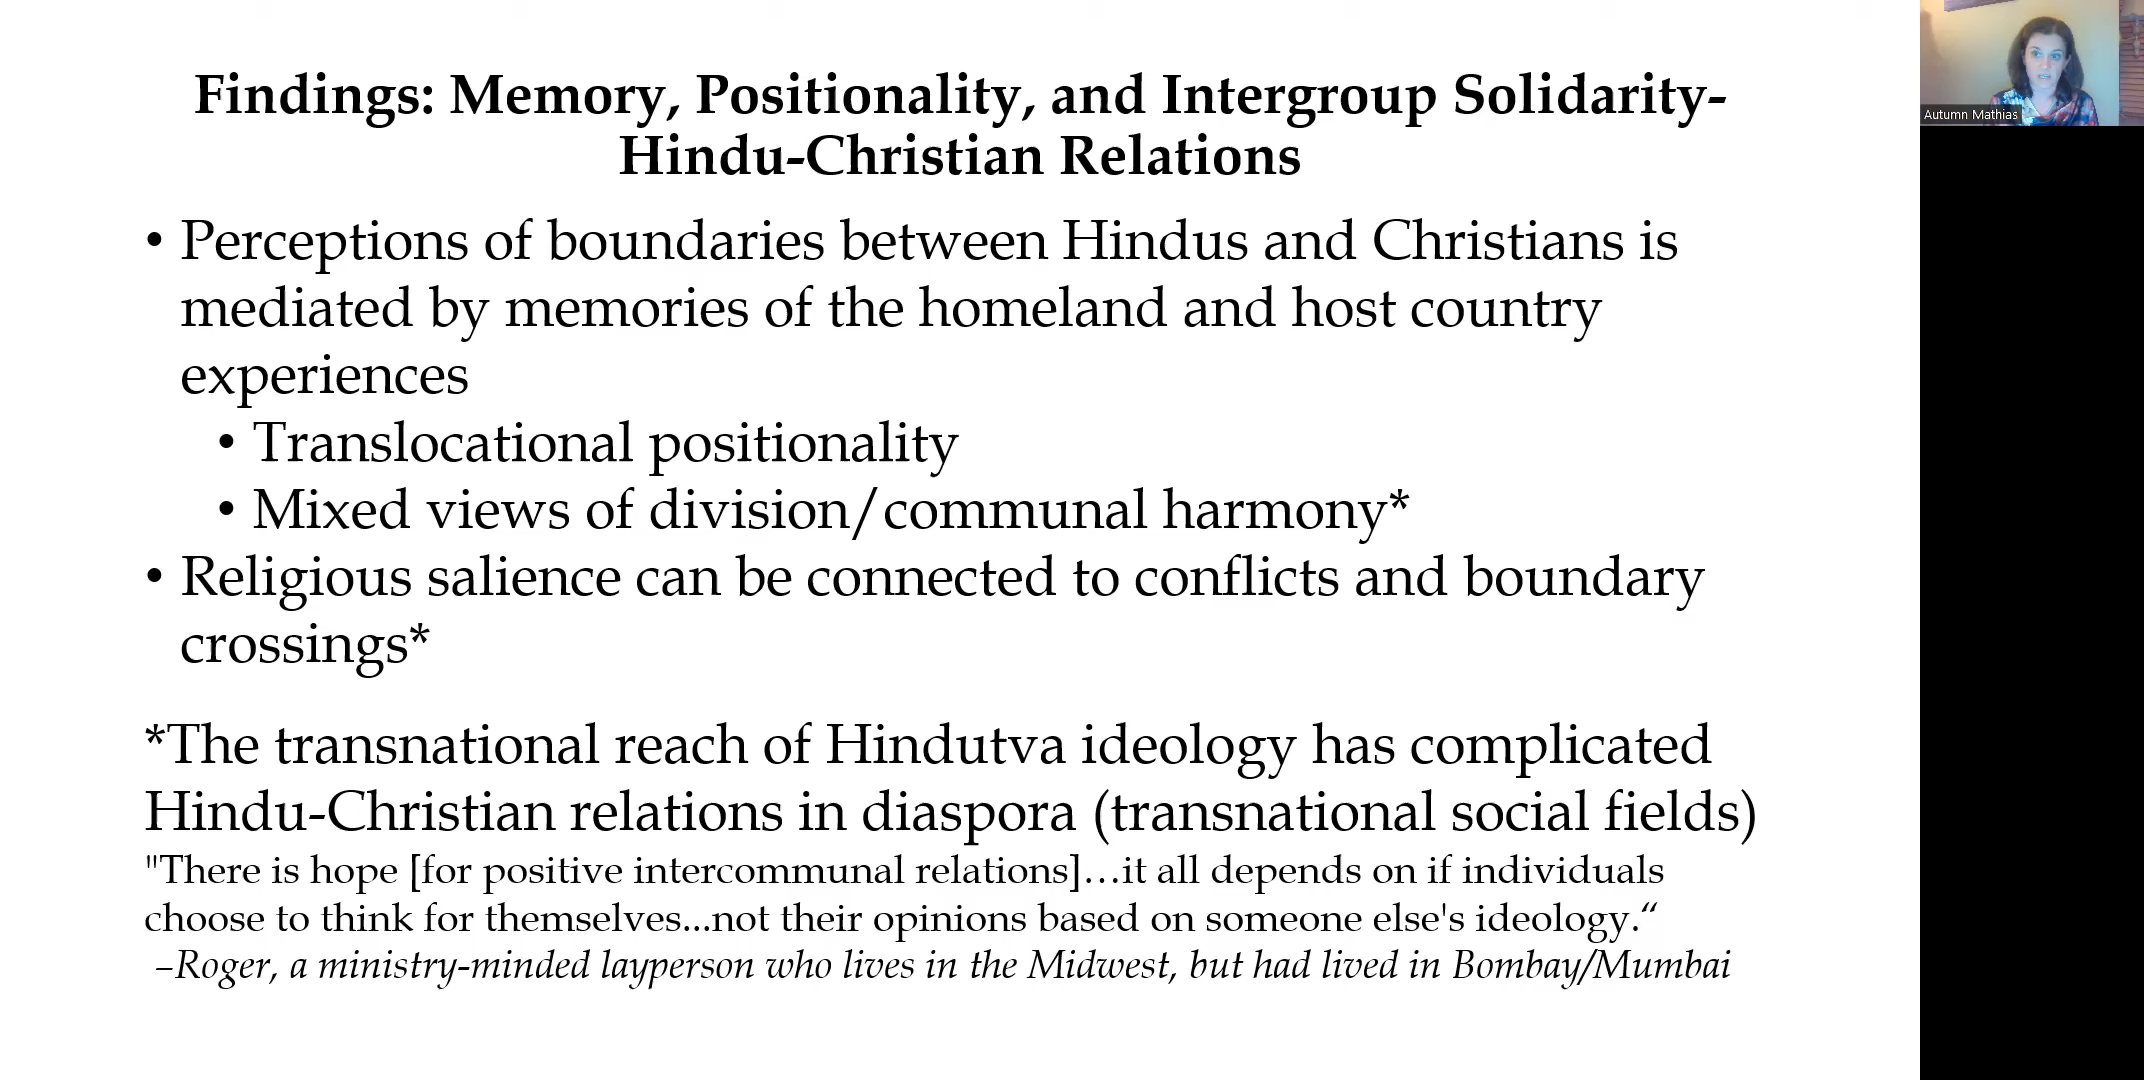 Findings: Memory, Positionality, and Intergroup Solidarity-
Hindu-Christian Relations
• Perceptions of boundaries between Hindus and Christians is
mediated by memories of the homeland and host country
experiences
• Translocational positionality
• Mixed views of division/communal harmony*
• Religious salience can be connected to conflicts and boundary
crossings*
*The transnational reach of Hindutva ideology has complicated
Hindu-Christian relations in diaspora (transnational social fields)
"There is hope [for positive intercommunal relations]…it all depends on if individuals
choose to think for themselves...not their opinions based on someone else's ideology.“
–Roger, a ministry-minded layperson who lives in the Midwest, but had lived in Bombay/Mumbai
Autumn Mathias